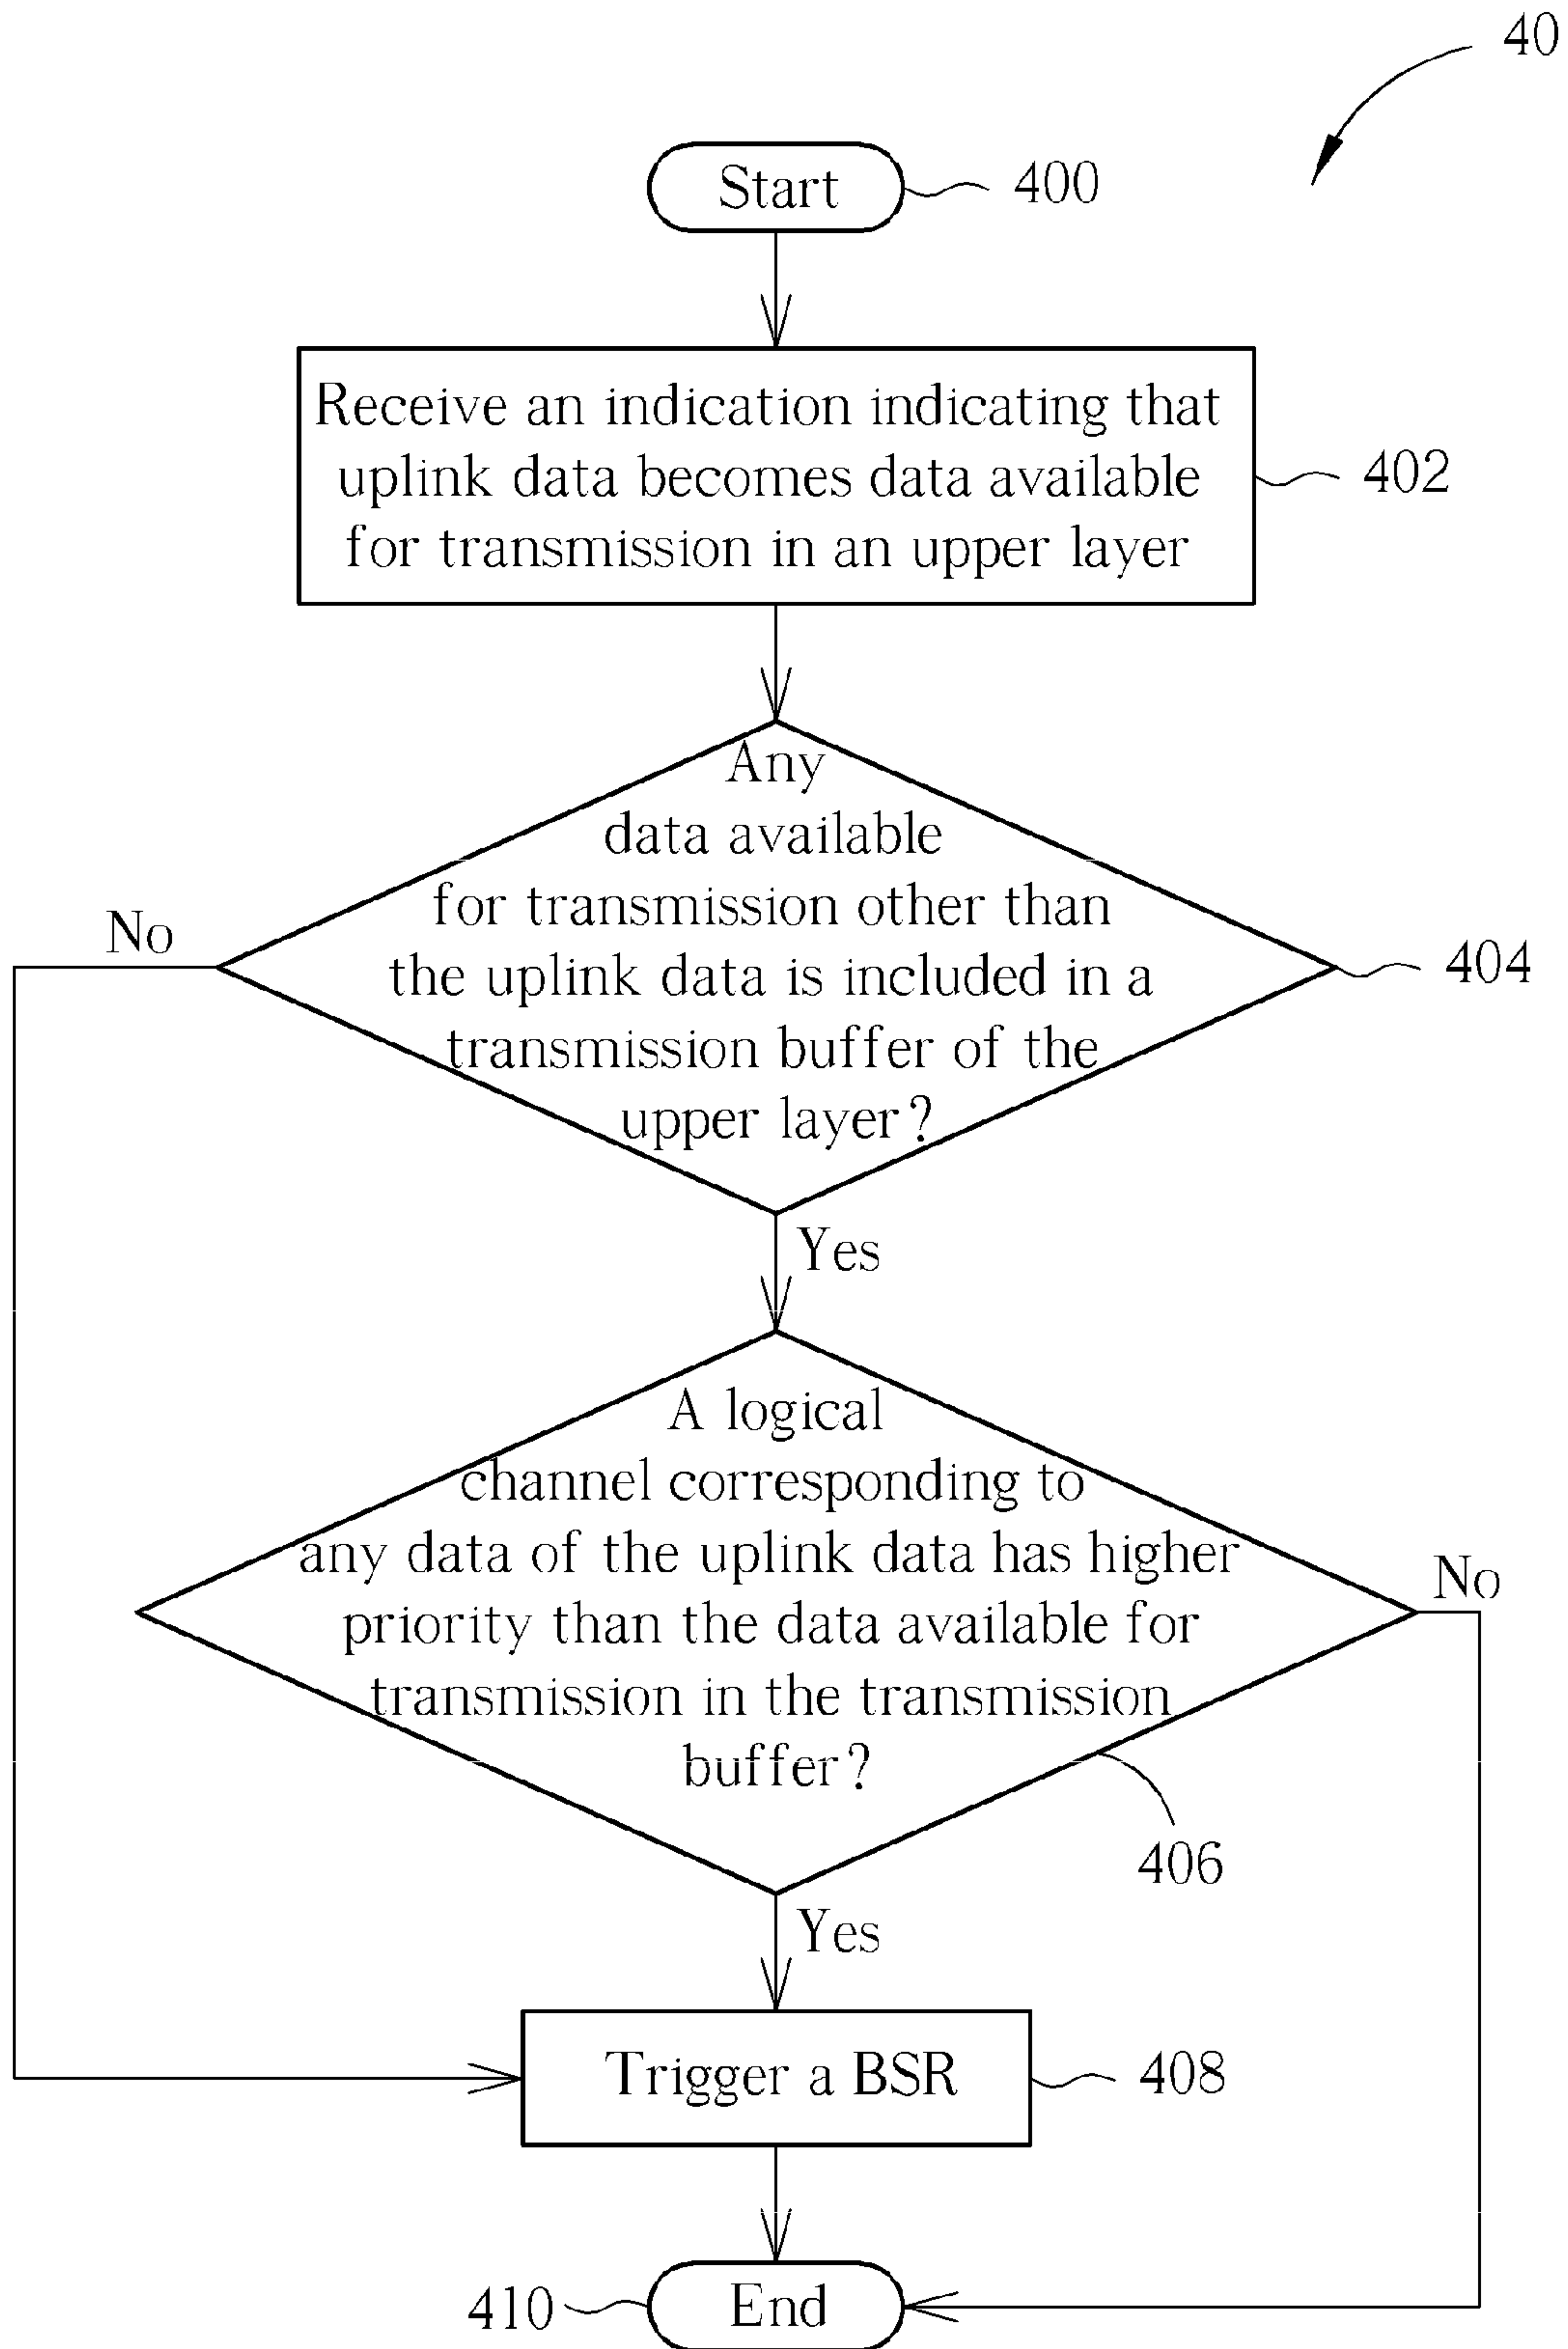 40
Start
400
Receive an indication indicating that
uplink data becomes data available
for transmission in an upper layer
402
Any
data available
for transmission other than
the uplink data is included in a
transmission buffer of the
upper layer?
No
404
Yes
A logical
channel corresponding to
any data of the uplink data has higher
priority than the data available for
transmission in the transmission
buffer?
No
406
Yes
Trigger a BSR
408
End
410